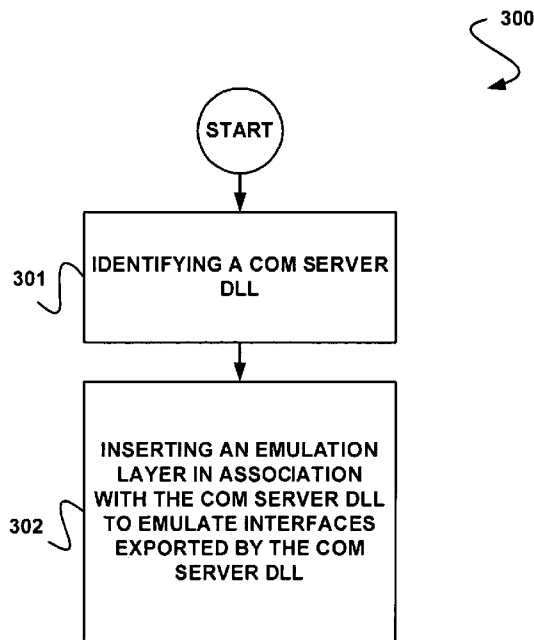 300
START
301
IDENTIFYING A COM SERVER
DLL
302
INSERTING AN EMULATION
LAYER IN ASSOCIATION
WITH THE COM SERVER DLL
TO EMULATE INTERFACES
EXPORTED BY THE COM
SERVER DLL